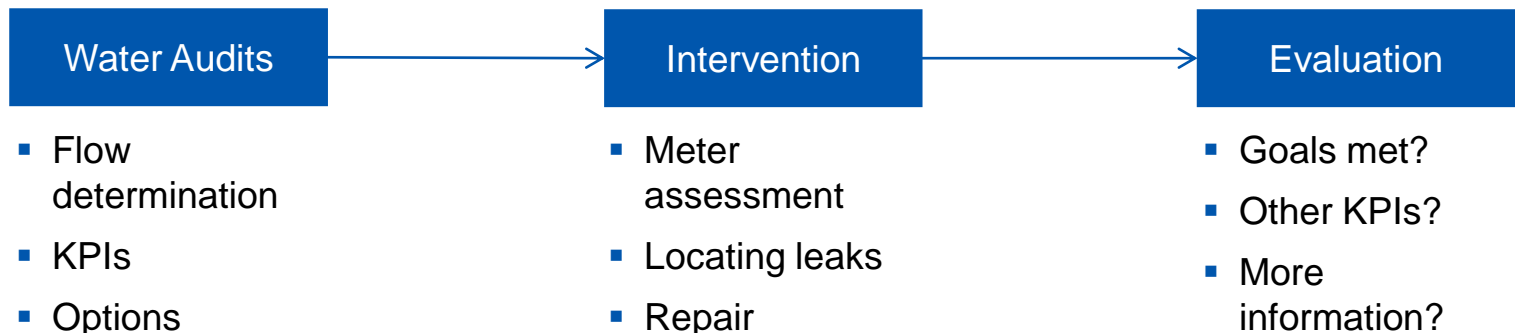 Water Audits
Intervention
Evaluation
▪ Flow
determination
▪ KPIs
▪ Options
▪ Meter
assessment
▪ Locating leaks
▪ Repair
▪ Goals met?
▪ Other KPIs?
▪ More
information?